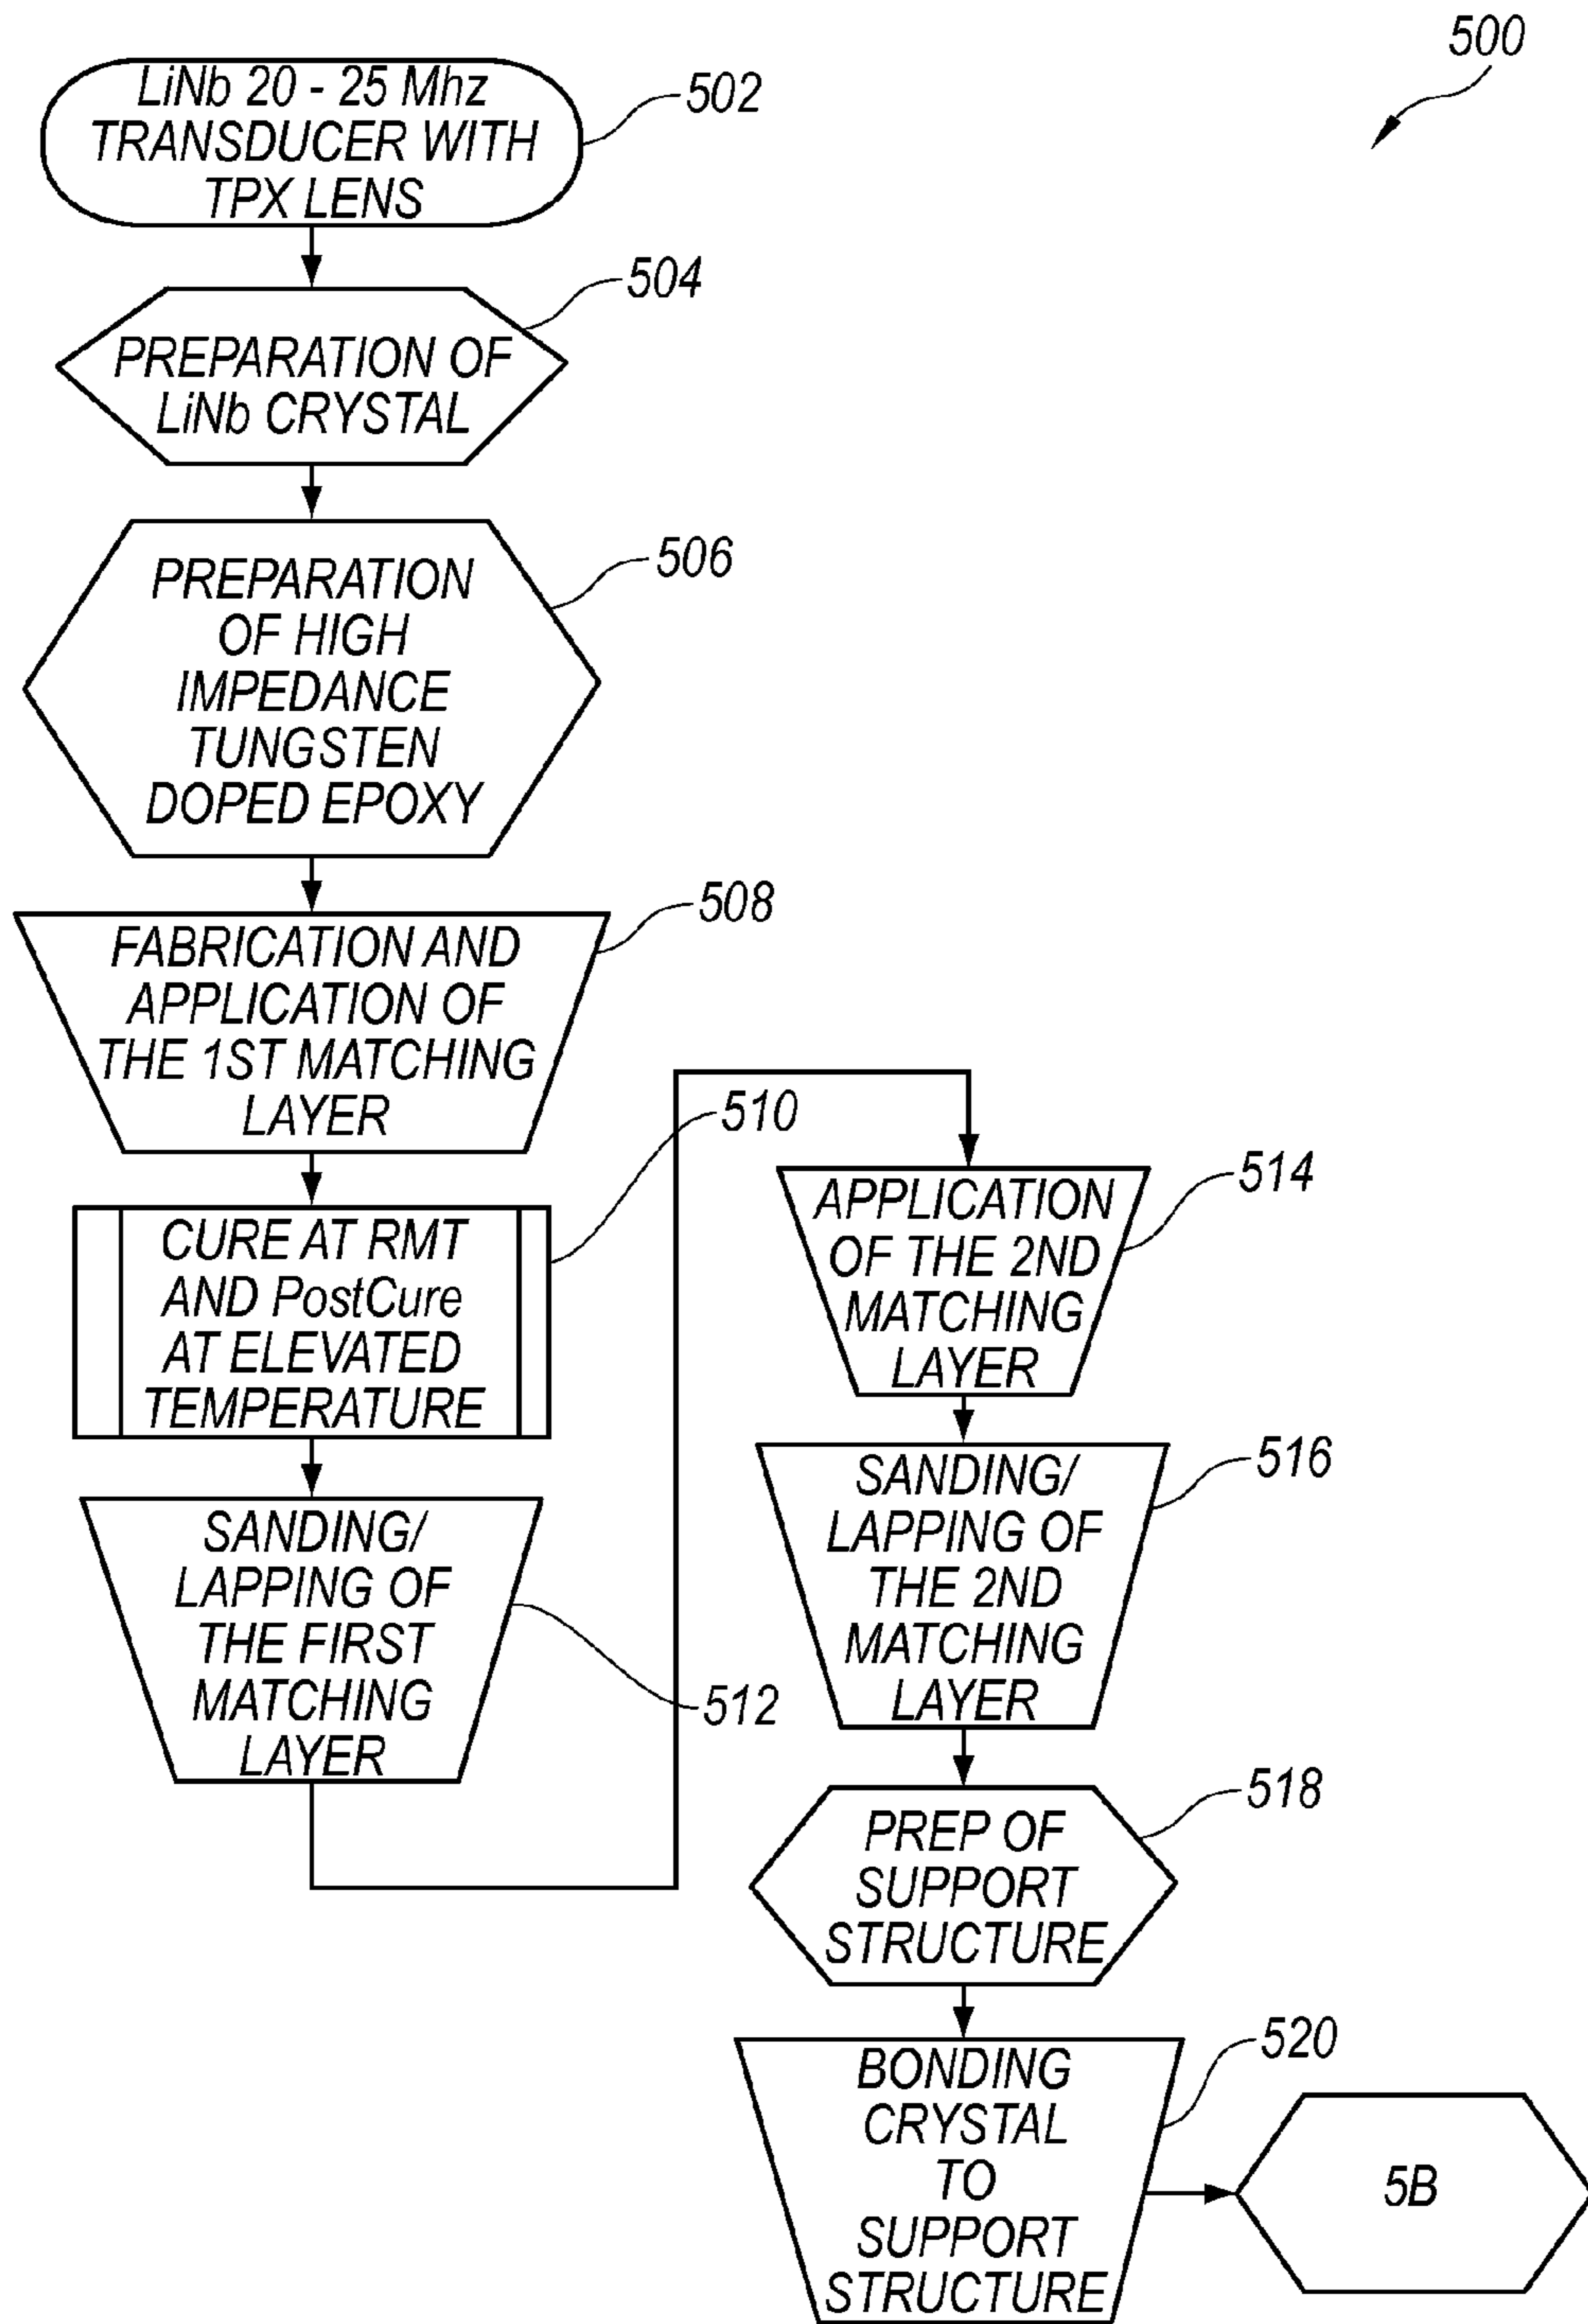 500
LiNb 20 - 25 Mhz
TRANSDUCER WITH
TPX LENS
502
PREPARATION OF
LiNb CRYSTAL
504
PREPARATION
OF HIGH
IMPEDANCE
TUNGSTEN
DOPED EPOXY
506
FABRICATION AND
APPLICATION OF
THE 1ST MATCHING
LAYER
508
CURE AT RMT
AND PostCure
AT ELEVATED
TEMPERATURE
510
SANDING/
LAPPING OF
THE FIRST
MATCHING
LAYER
512
APPLICATION
OF THE 2ND
MATCHING
LAYER
514
SANDING/
LAPPING OF
THE 2ND
MATCHING
LAYER
516
PREP OF
SUPPORT
STRUCTURE
518
BONDING
CRYSTAL
TO
SUPPORT
STRUCTURE
520
5B